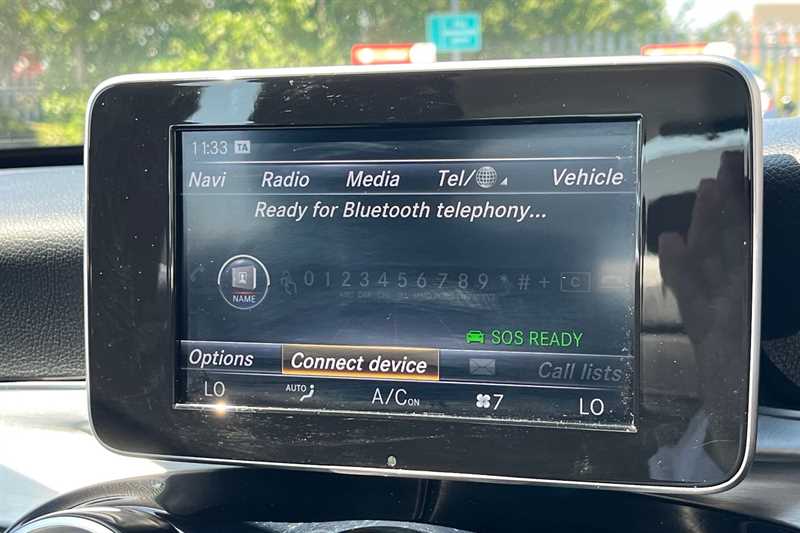 11:33 TA
Navi Radio Media Tel/ Vehicle
Ready for Bluetooth telephony...
NAME 0 1 2 3 4 5 6 7 8 9 * # + C
SOS READY
Options Connect device Call lists
LO AUTO A/C ON 7 LO